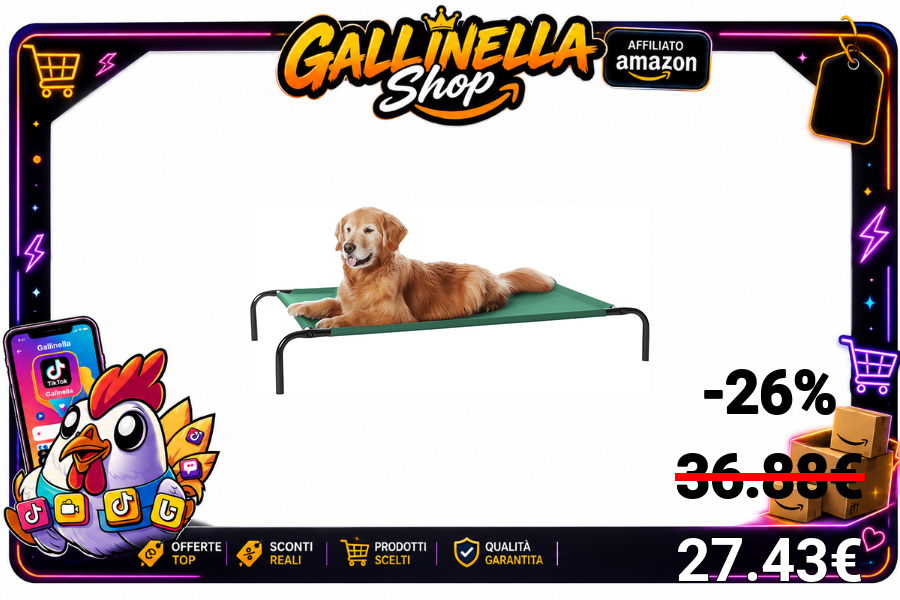 GALLINELLA
Shop
AFFILIATO
amazon
Gallinella
TikTok
Gallinella
-26%
36.88€
27.43€
OFFERTE
TOP
SCONTI
REALI
PRODOTTI
SCELTI
QUALITÀ
GARANTITA